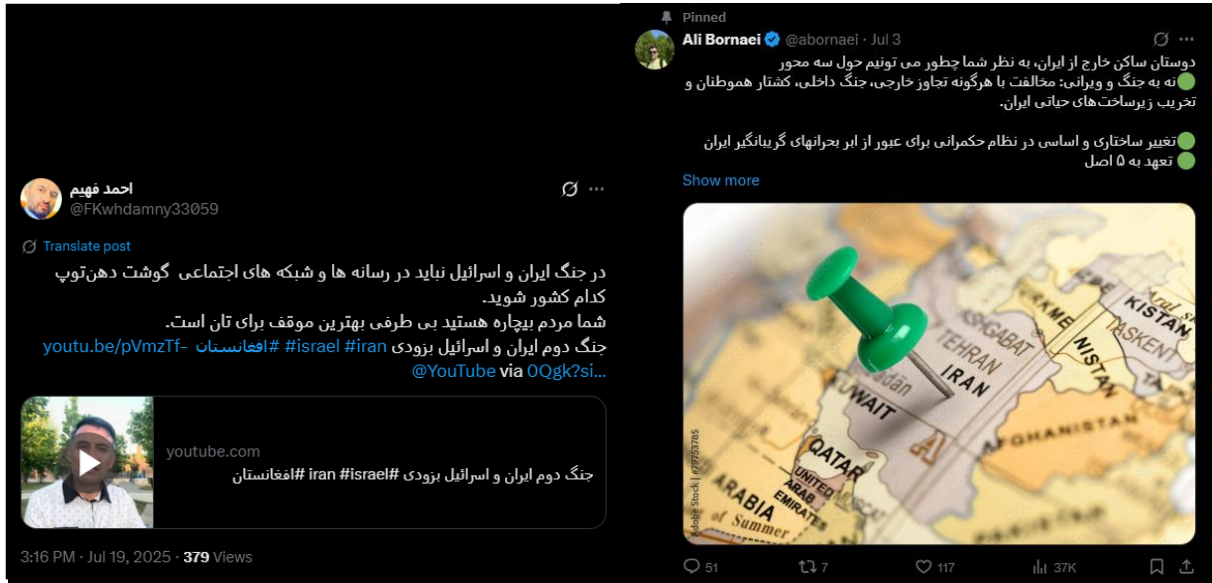 احمد فهیم
@FKwhdamny33059
Translate post
در جنگ ایران و اسرائیل نباید در رسانه ها و شبکه های اجتماعی گوشت دهن‌توپ
کدام کشور شوید.
شما مردم بیچاره هستید بی طرفی بهترین موقف برای تان است.
جنگ دوم ایران و اسرائیل بزودی #israel #iran #افغانستان youtu.be/pVmzTf-
0Qgk?si... via @YouTube
youtube.com
جنگ دوم ایران و اسرائیل بزودی #iran #israel #افغانستان
3:16 PM · Jul 19, 2025 · 379 Views
Pinned
Ali Bornaei @abornaei · Jul 3
دوستان ساکن خارج از ایران، به نظر شما چطور می تونیم حول سه محور
🟢نه به جنگ و ویرانی: مخالفت با هرگونه تجاوز خارجی، جنگ داخلی، کشتار هموطنان و
تخریب زیرساخت‌های حیاتی ایران.
🟢تغییر ساختاری و اساسی در نظام حکمرانی برای عبور از ابر بحرانهای گریبانگیر ایران
🟢 تعهد به ۵ اصل
Show more
KISTAN
Aral S
TASKENT
TURKMENISTAN
ASHGABAT
TEHRAN
IRAN
KUWAIT
AFGHANISTAN
QATAR
UNITED
ARAB
EMIRATES
MUSCAT
ARABIA
of Summer
Adobe Stock | #79753785
51
7
117
37K